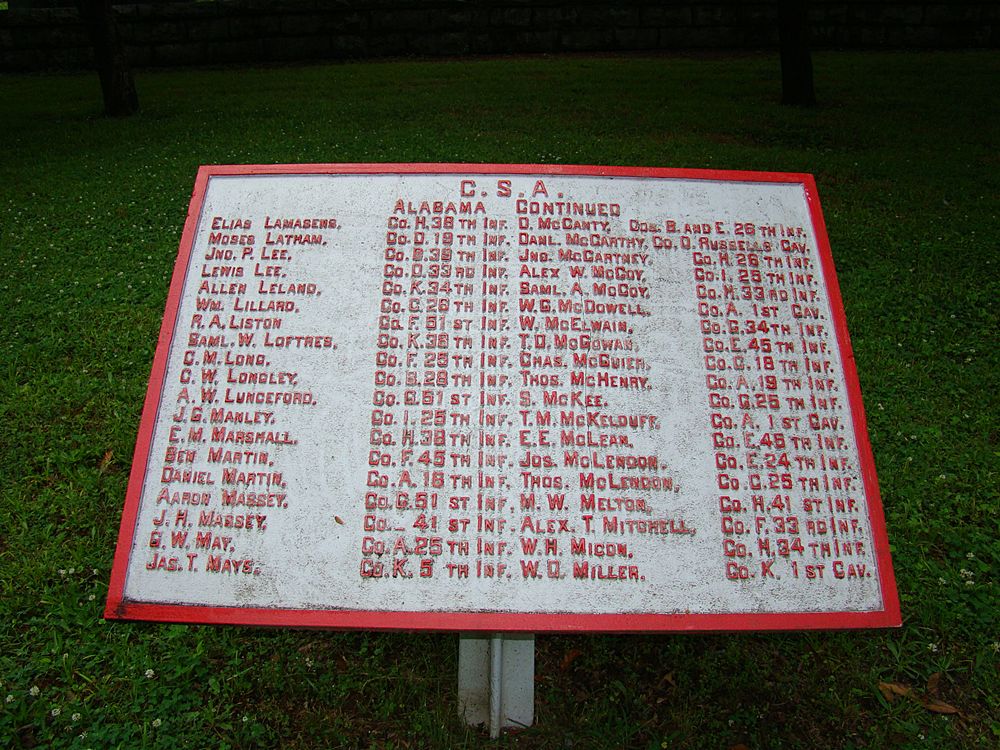 C. S. A.
ALABAMA CONTINUED
ELIAS LAMASENS. CO. H. 38 TH INF. D. MCCANTY, COS. B. AND E. 26 TH INF.
MOSES LATHAM. CO. D. 19 TH INF. DANL. MCCARTHY, CO. D. RUSSELLS CAV.
JNO. P. LEE. CO. B. 39 TH INF. JNO. MCCARTNEY. CO. H. 26 TH INF.
LEWIS LEE. CO. D. 33 RD INF. ALEX W. MCCOY. CO. I. 25 TH INF.
ALLEN LELAND. CO. K. 34 TH INF. SAML. A. MCCOY. CO. H. 33 RD INF.
WM. LILLARD. CO. C. 26 TH INF. W. G. MCDOWELL. CO. A. 1 ST CAV.
R. A. LISTON CO. F. 51 ST INF. W. MCELWAIN. CO. G. 34 TH INF.
SAML. W. LOFTRES. CO. K. 38 TH INF. T. D. MCGOWAN. CO. E. 45 TH INF.
C. M. LONG. CO. F. 25 TH INF. CHAS. MCGUIER. CO. C. 18 TH INF.
C. W. LONGLEY. CO. B. 28 TH INF. THOS. MCHENRY. CO. A. 19 TH INF.
A. W. LUNCEFORD. CO. G. 51 ST INF. S. MCKEE. CO. G. 25 TH INF.
J. G. MANLEY. CO. I. 25 TH INF. T. M. MCKELDUFF. CO. A. 1 ST CAV.
E. M. MARSHALL. CO. H. 38 TH INF. E. E. MCLEAN. CO. E. 45 TH INF.
BEN MARTIN. CO. F. 45 TH INF. JOS. MCLENDON. CO. E. 24 TH INF.
DANIEL MARTIN. CO. A. 16 TH INF. THOS. MCLENDON. CO. C. 25 TH INF.
AARON MASSEY. CO. G. 51 ST INF. M. W. MELTON. CO. H. 41 ST INF.
J. H. MASSEY. CO. _ 41 ST INF. ALEX. T. MITCHELL. CO. F. 33 RD INF.
G. W. MAY. CO. A. 25 TH INF. W. H. MICON. CO. H. 34 TH INF.
JAS. T. MAYS. CO. K. 5 TH INF. W. D. MILLER. CO. K. 1 ST CAV.